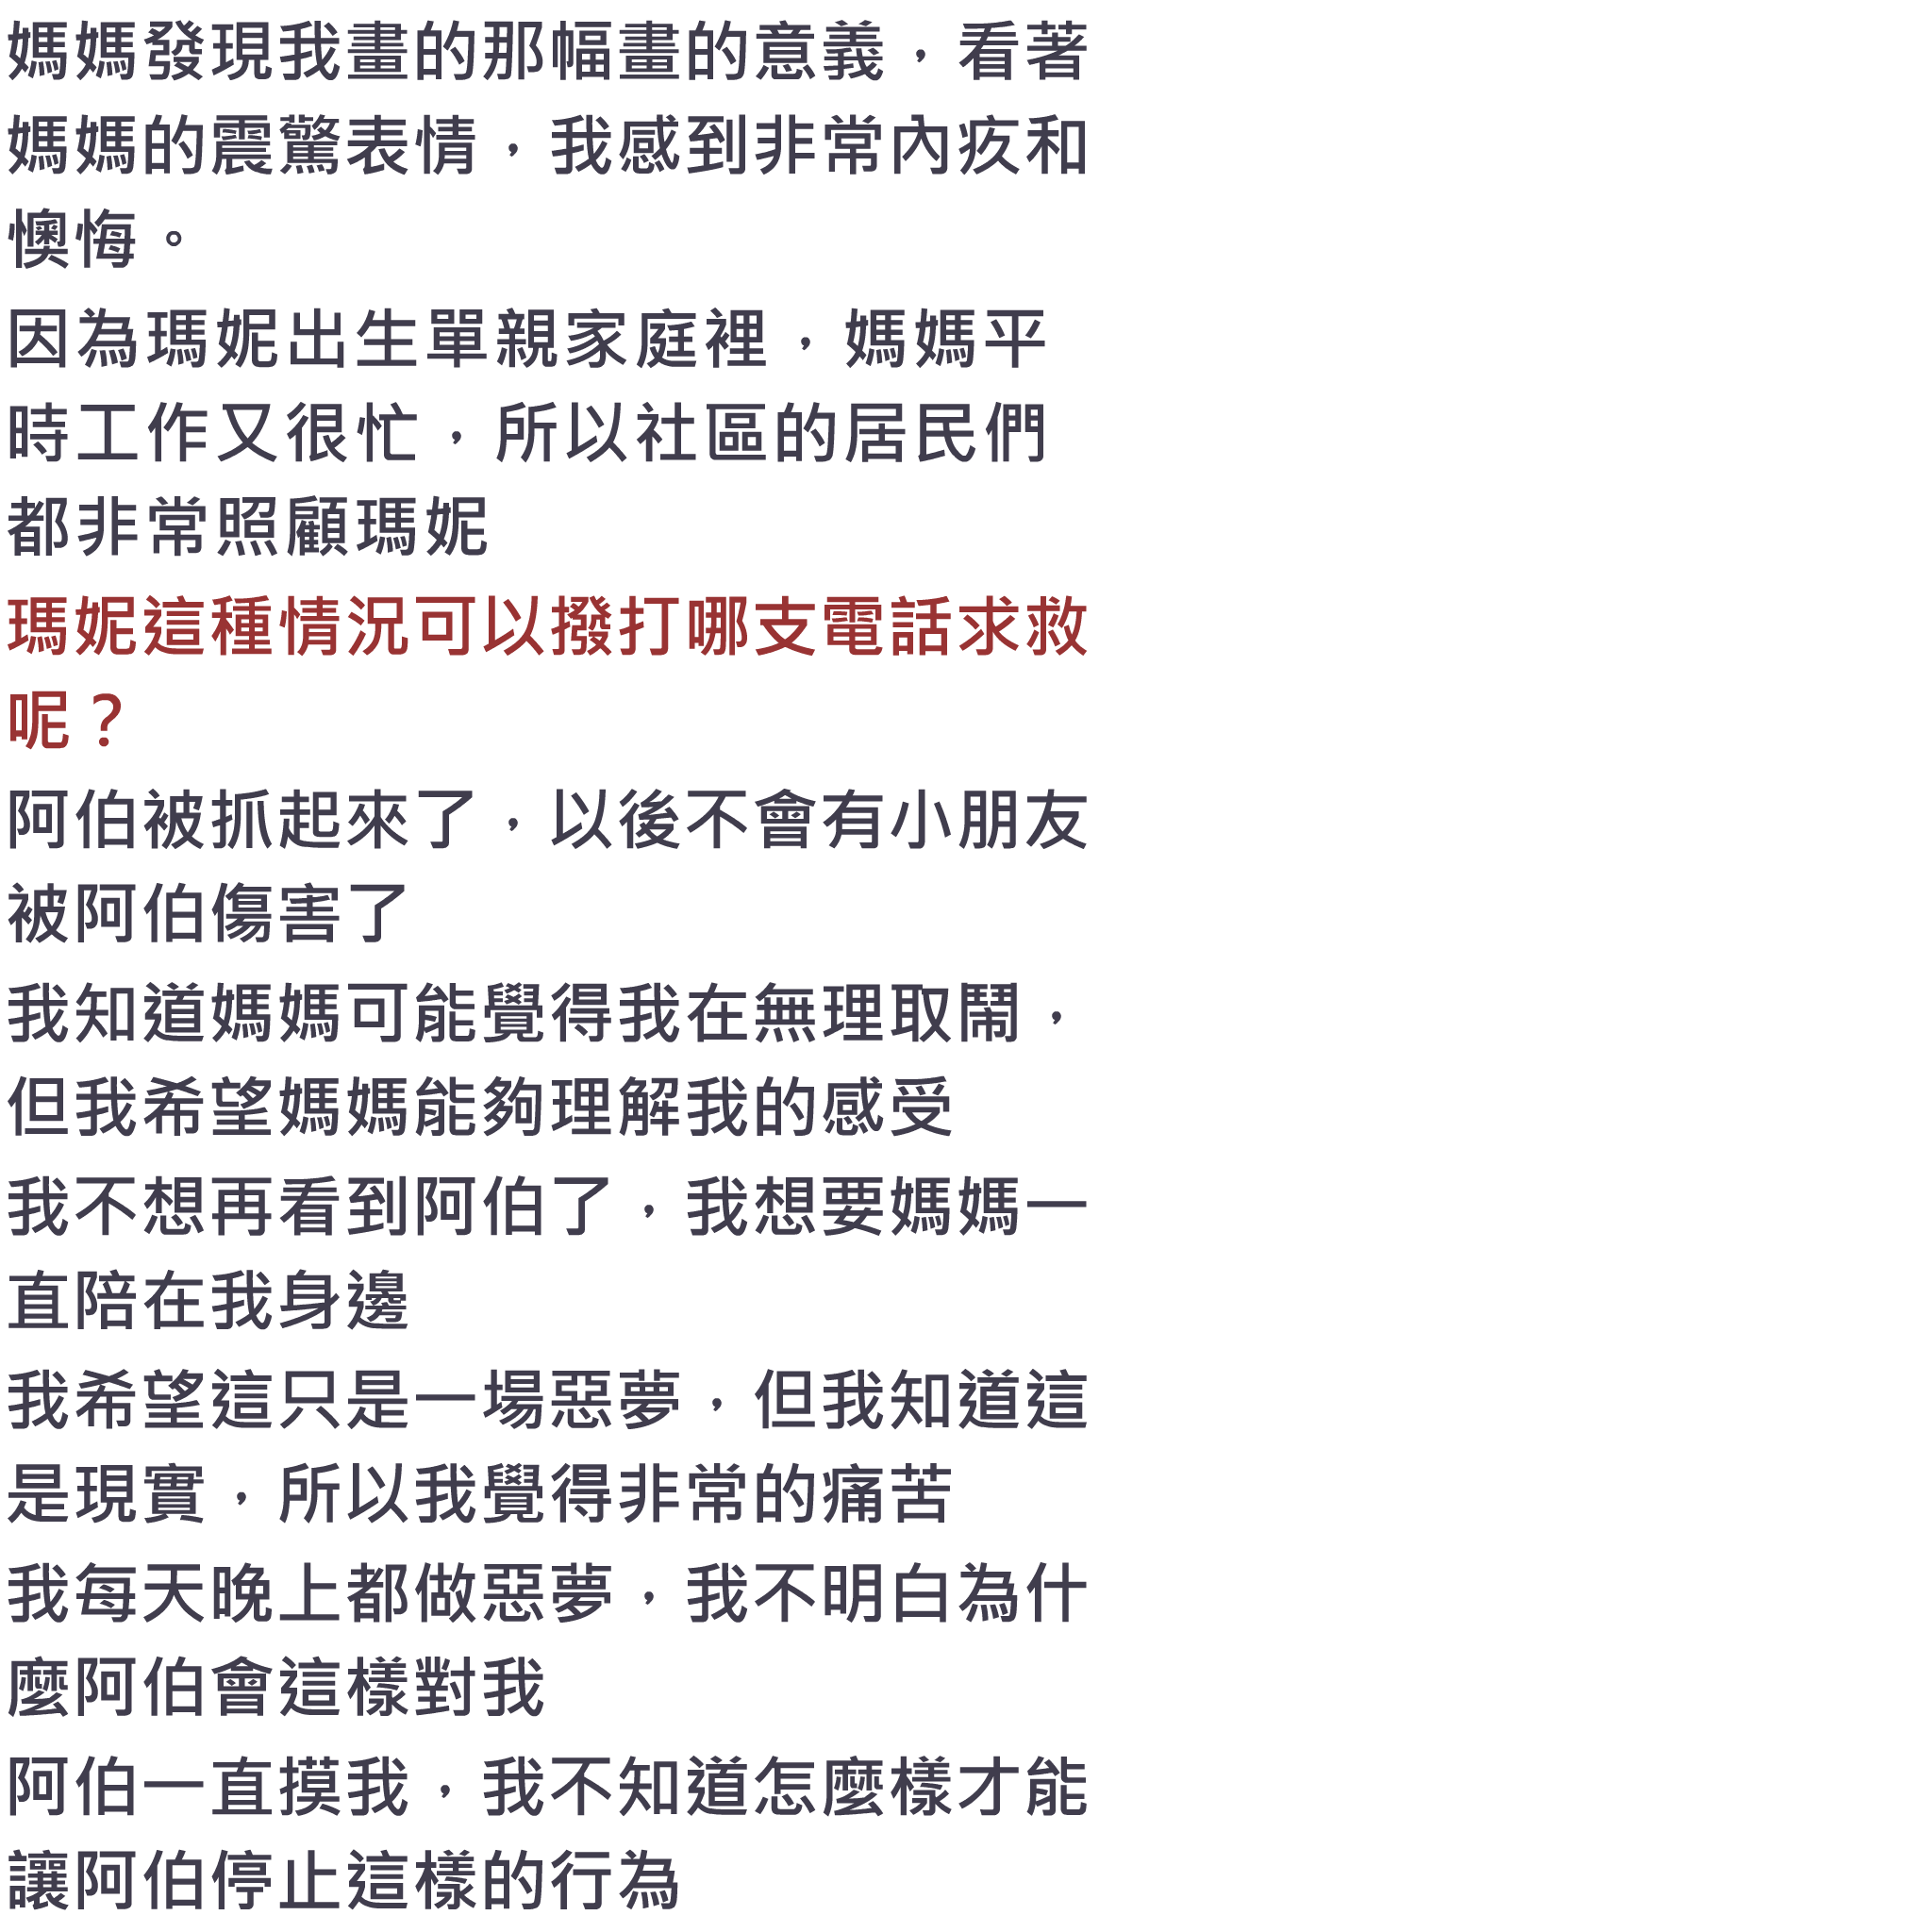 媽媽發現我畫的那幅畫的意義，看著
媽媽的震驚表情，我感到非常內疚和
懊悔。
因為瑪妮出生單親家庭裡，媽媽平
時工作又很忙，所以社區的居民們
都非常照顧瑪妮
瑪妮這種情況可以撥打哪支電話求救
呢？
阿伯被抓起來了，以後不會有小朋友
被阿伯傷害了
我知道媽媽可能覺得我在無理取鬧，
但我希望媽媽能夠理解我的感受
我不想再看到阿伯了，我想要媽媽一
直陪在我身邊
我希望這只是一場惡夢，但我知道這
是現實，所以我覺得非常的痛苦
我每天晚上都做惡夢，我不明白為什
麼阿伯會這樣對我
阿伯一直摸我，我不知道怎麼樣才能
讓阿伯停止這樣的行為